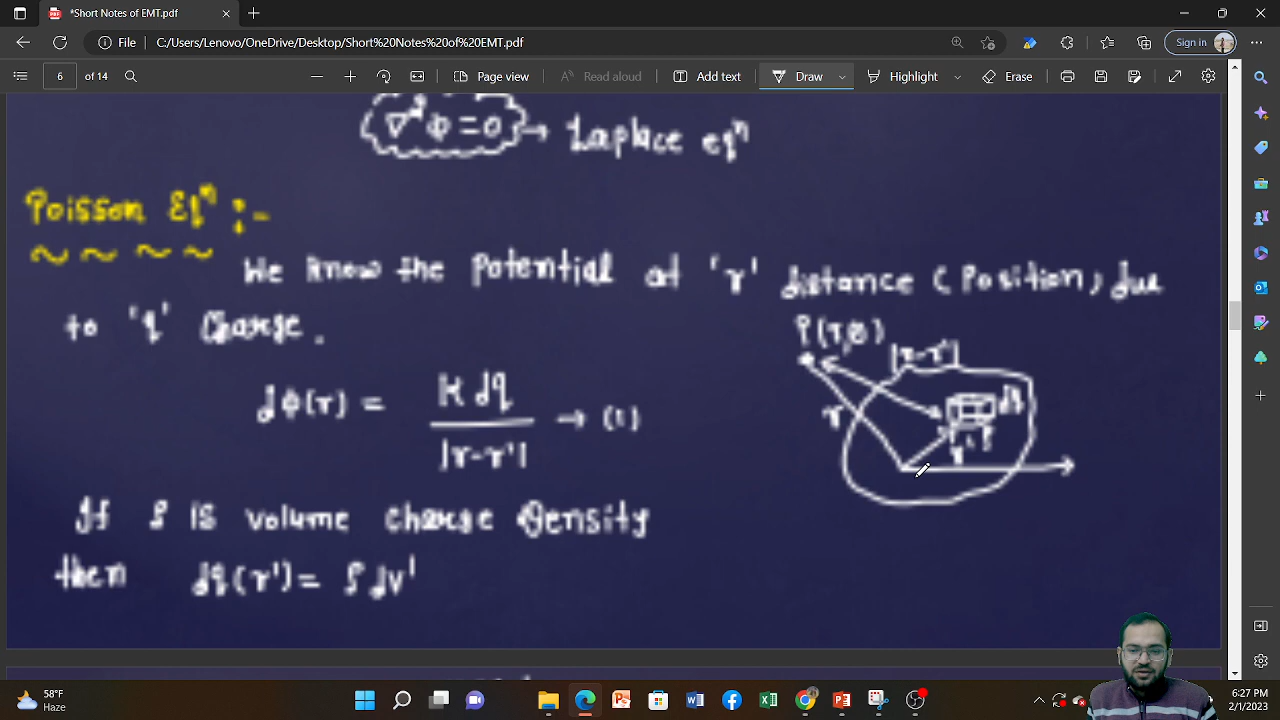 *Short Notes of EMT.pdf
File C:/Users/Lenovo/OneDrive/Desktop/Short%20Notes%20of%20EMT.pdf Sign in
6 of 14 Page view Read aloud Add text Draw Highlight Erase
∇²φ=0 → Laplace eqⁿ
Poisson Eqⁿ :-
We know the Potential at 'r' distance (Position) due
to 'q' Charge.
P(r,θ)
|r-r'|
dφ(r) = K dq / |r-r'| → (1)
dq
r
r'
If ρ is volume charge Density
then dq(r') = ρ dv'
58°F
Haze
6:27 PM
2/1/2023